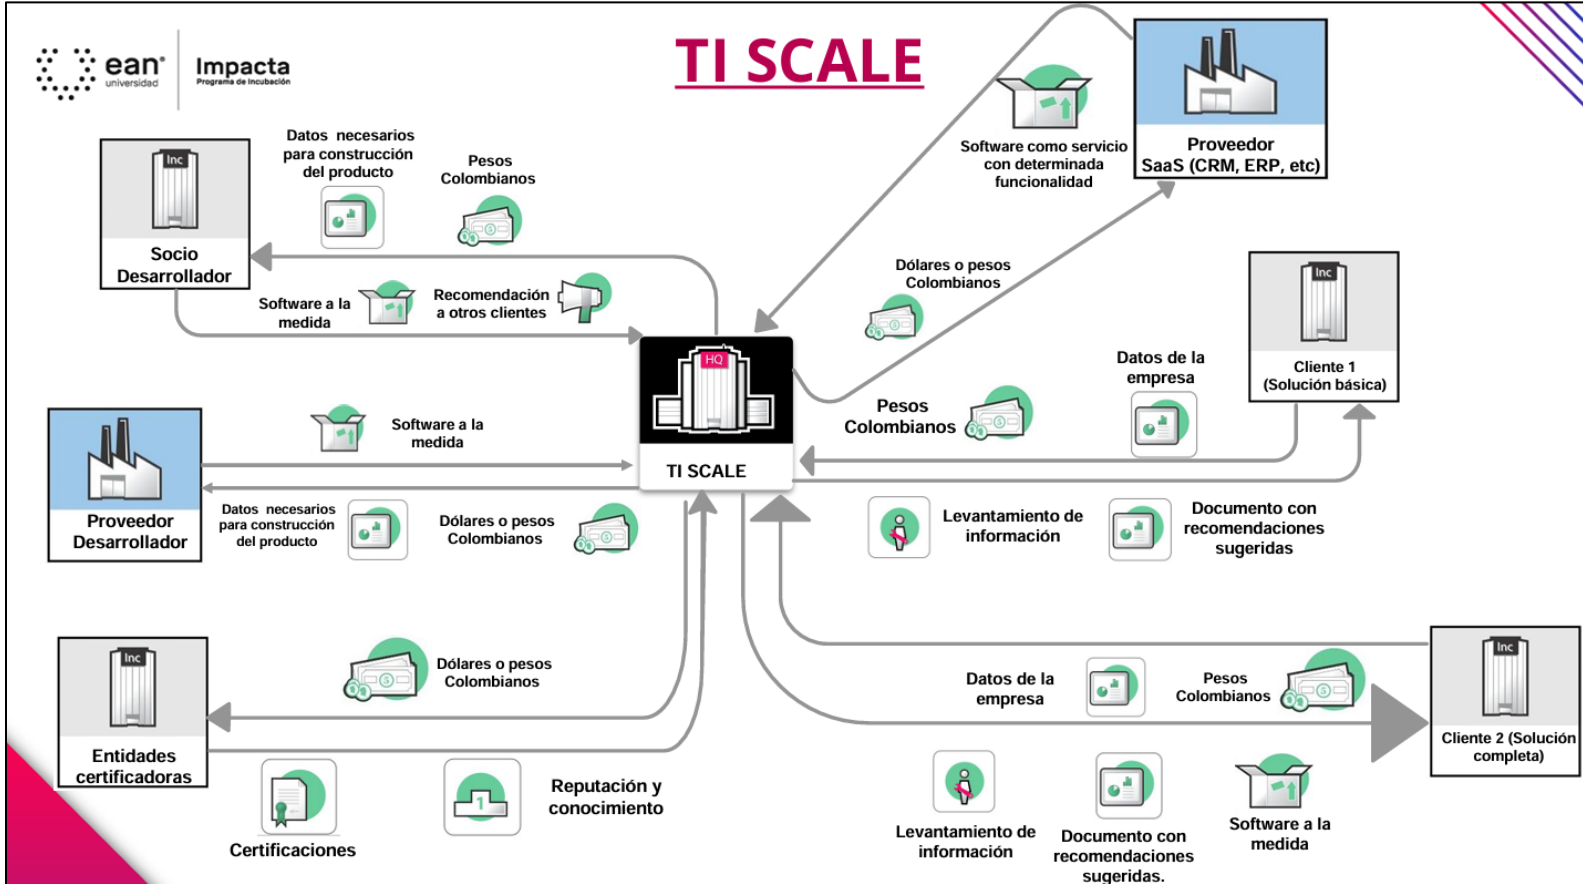 TI SCALE
ean
universidad
Impacta
Programa de Incubación
Datos necesarios
para construcción
del producto
Pesos
Colombianos
Inc
Socio
Desarrollador
Software a la
medida
Recomendación
a otros clientes
Software como servicio
con determinada
funcionalidad
Proveedor
SaaS (CRM, ERP, etc)
Dólares o pesos
Colombianos
Inc
Cliente 1
(Solución básica)
Datos de la
empresa
Pesos
Colombianos
HQ
TI SCALE
Software a la
medida
Proveedor
Desarrollador
Datos necesarios
para construcción
del producto
Dólares o pesos
Colombianos
Levantamiento de
información
Documento con
recomendaciones
sugeridas
Inc
Entidades
certificadoras
Dólares o pesos
Colombianos
Certificaciones
1
Reputación y
conocimiento
Datos de la
empresa
Pesos
Colombianos
5
Inc
Cliente 2 (Solución
completa)
Levantamiento de
información
Documento con
recomendaciones
sugeridas.
Software a la
medida